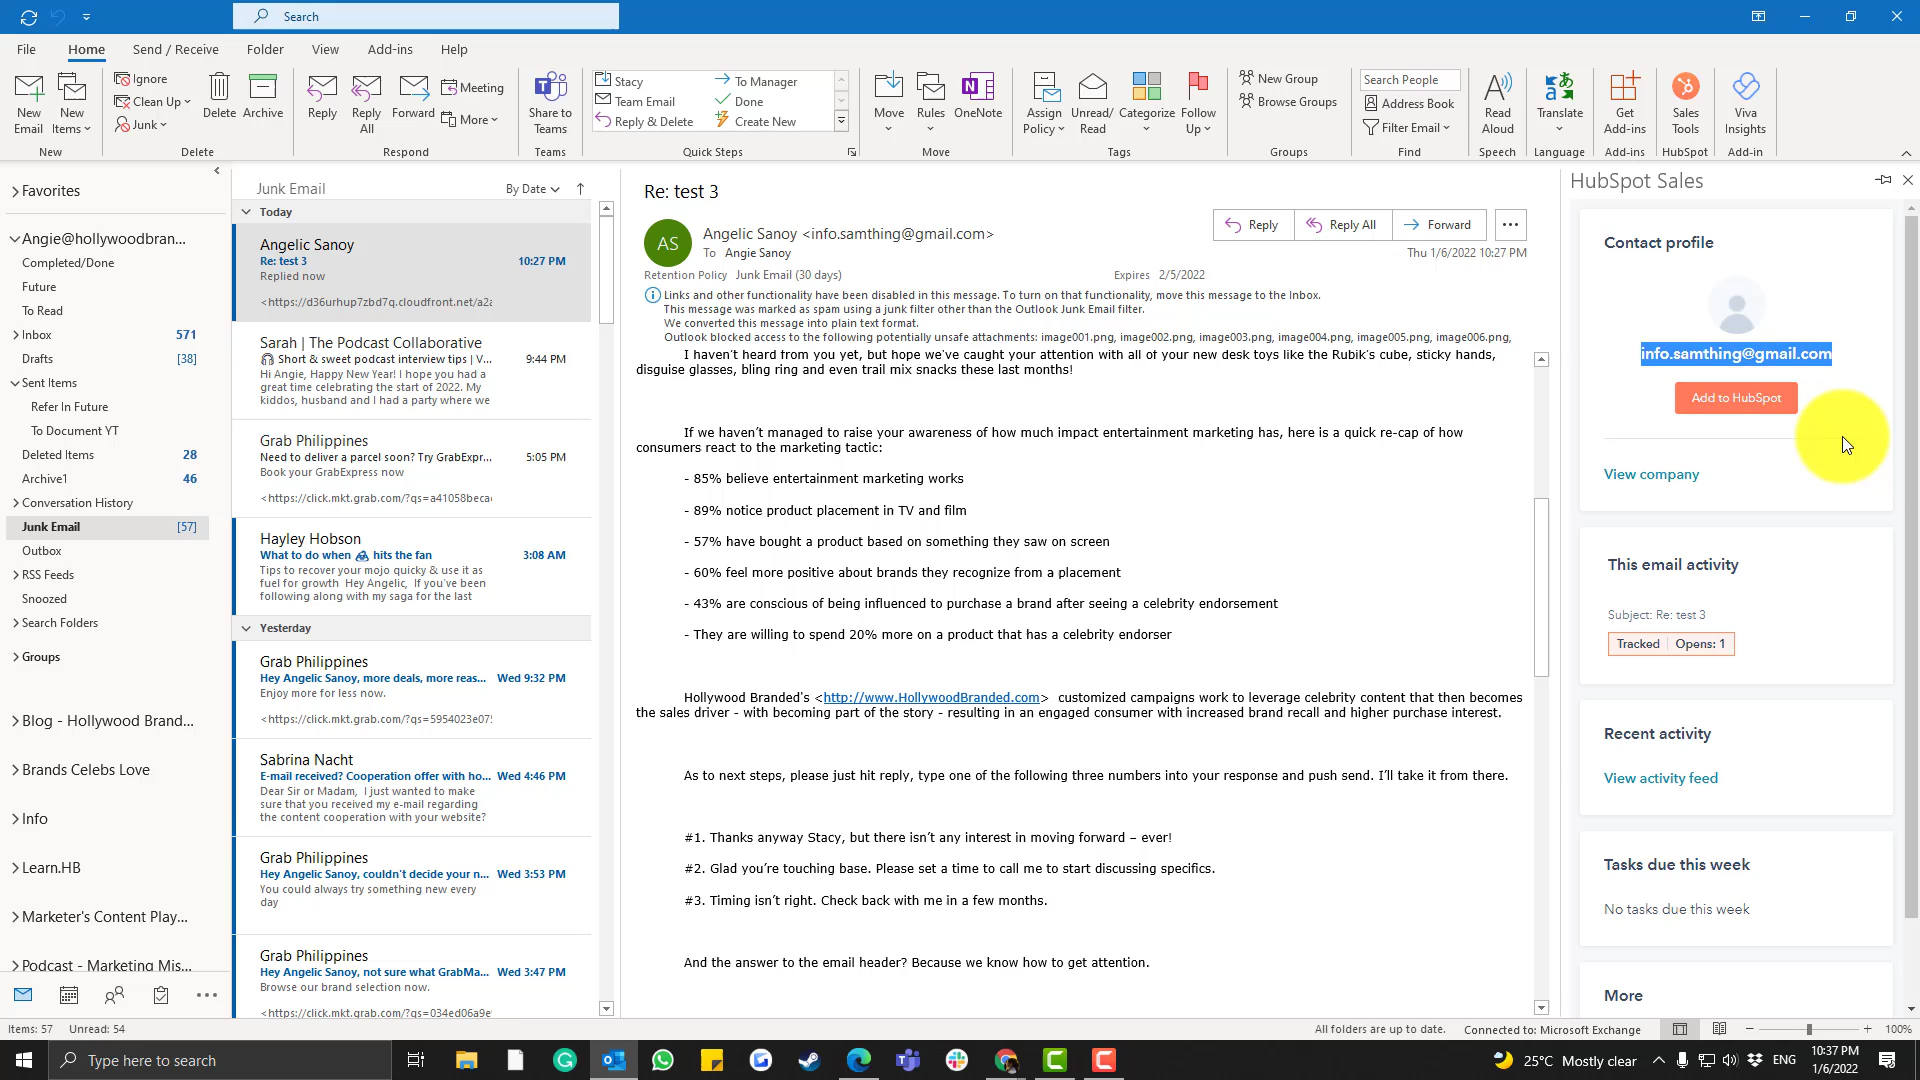 Search
File Home Send / Receive Folder View Add-ins Help
New Email
New Items
New
Ignore
Clean Up
Junk
Delete
Archive
Delete
Reply
Reply All
Forward
Meeting
More
Respond
Share to Teams
Teams
Stacy
Team Email
Reply & Delete
To Manager
Done
Create New
Quick Steps
Move
Rules
OneNote
Move
Assign Policy
Unread/ Read
Categorize
Follow Up
Tags
New Group
Browse Groups
Groups
Search People
Address Book
Filter Email
Find
Read Aloud
Speech
Translate
Language
Get Add-ins
Add-ins
Sales Tools
HubSpot
Viva Insights
Add-in
Favorites
Angie@hollywoodbran...
Completed/Done
Future
To Read
Inbox 571
Drafts [38]
Sent Items
Refer In Future
To Document YT
Deleted Items 28
Archive1 46
Conversation History
Junk Email [57]
Outbox
RSS Feeds
Snoozed
Search Folders
Groups
Blog - Hollywood Brand...
Brands Celebs Love
Info
Learn.HB
Marketer's Content Play...
Podcast - Marketing Mis...
Junk Email By Date
Today
Angelic Sanoy
Re: test 3 10:27 PM
Replied now
<https://d36urhup7zbd7q.cloudfront.net/a2a
Sarah | The Podcast Collaborative
Short & sweet podcast interview tips | V... 9:44 PM
Hi Angie, Happy New Year! I hope you had a
great time celebrating the start of 2022. My
kiddos, husband and I had a party where we
Grab Philippines
Need to deliver a parcel soon? Try GrabExpr... 5:05 PM
Book your GrabExpress now
<https://click.mkt.grab.com/?qs=a41058beca
Hayley Hobson
What to do when 💩 hits the fan 3:08 AM
Tips to recover your mojo quicky & use it as
fuel for growth Hey Angelic, If you've been
following along with my saga for the last
Yesterday
Grab Philippines
Hey Angelic Sanoy, more deals, more reas... Wed 9:32 PM
Enjoy more for less now.
<https://click.mkt.grab.com/?qs=5954023e07
Sabrina Nacht
E-mail received? Cooperation offer with ho... Wed 4:46 PM
Dear Sir or Madam, I just wanted to make
sure that you received my e-mail regarding
the content cooperation with your website?
Grab Philippines
Hey Angelic Sanoy, couldn't decide your n... Wed 3:53 PM
You could always try something new every
day
Grab Philippines
Hey Angelic Sanoy, not sure what GrabMa... Wed 3:47 PM
Browse our brand selection now.
<https://click.mkt.grab.com/?qs=034ed06a9e
Re: test 3
AS
Angelic Sanoy <info.samthing@gmail.com>
To Angie Sanoy
Reply Reply All Forward
Thu 1/6/2022 10:27 PM
Retention Policy Junk Email (30 days) Expires 2/5/2022
Links and other functionality have been disabled in this message. To turn on that functionality, move this message to the Inbox.
This message was marked as spam using a junk filter other than the Outlook Junk Email filter.
We converted this message into plain text format.
Outlook blocked access to the following potentially unsafe attachments: image001.png, image002.png, image003.png, image004.png, image005.png, image006.png,
I haven't heard from you yet, but hope we've caught your attention with all of your new desk toys like the Rubik's cube, sticky hands,
disguise glasses, bling ring and even trail mix snacks these last months!
If we haven't managed to raise your awareness of how much impact entertainment marketing has, here is a quick re-cap of how
consumers react to the marketing tactic:
- 85% believe entertainment marketing works
- 89% notice product placement in TV and film
- 57% have bought a product based on something they saw on screen
- 60% feel more positive about brands they recognize from a placement
- 43% are conscious of being influenced to purchase a brand after seeing a celebrity endorsement
- They are willing to spend 20% more on a product that has a celebrity endorser
Hollywood Branded's <http://www.HollywoodBranded.com> customized campaigns work to leverage celebrity content that then becomes
the sales driver - with becoming part of the story - resulting in an engaged consumer with increased brand recall and higher purchase interest.
As to next steps, please just hit reply, type one of the following three numbers into your response and push send. I'll take it from there.
#1. Thanks anyway Stacy, but there isn't any interest in moving forward – ever!
#2. Glad you're touching base. Please set a time to call me to start discussing specifics.
#3. Timing isn't right. Check back with me in a few months.
And the answer to the email header? Because we know how to get attention.
HubSpot Sales
Contact profile
info.samthing@gmail.com
Add to HubSpot
View company
This email activity
Subject: Re: test 3
Tracked Opens: 1
Recent activity
View activity feed
Tasks due this week
No tasks due this week
More
Items: 57 Unread: 54
All folders are up to date. Connected to: Microsoft Exchange 100%
Type here to search
25°C Mostly clear ENG
10:37 PM
1/6/2022